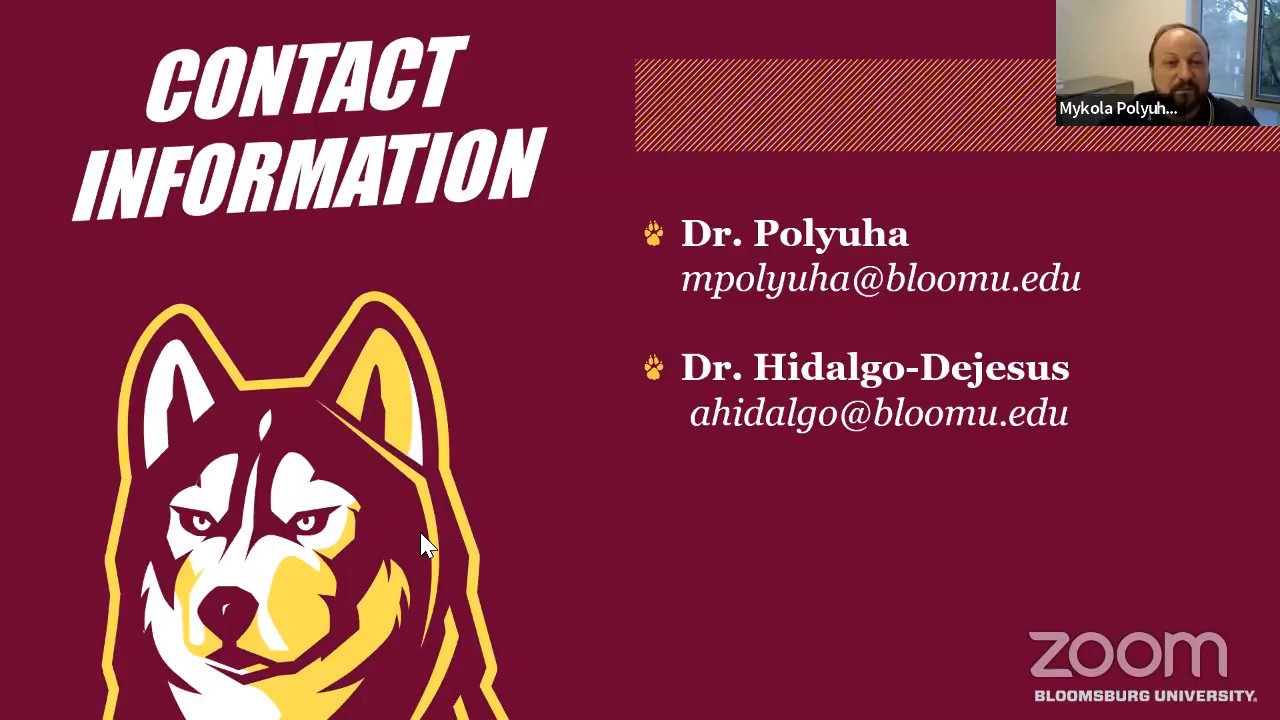 CONTACT
INFORMATION
Mykola Polyuh...
Dr. Polyuha
mpolyuha@bloomu.edu
Dr. Hidalgo-Dejesus
ahidalgo@bloomu.edu
zoom
BLOOMSBURG UNIVERSITY.